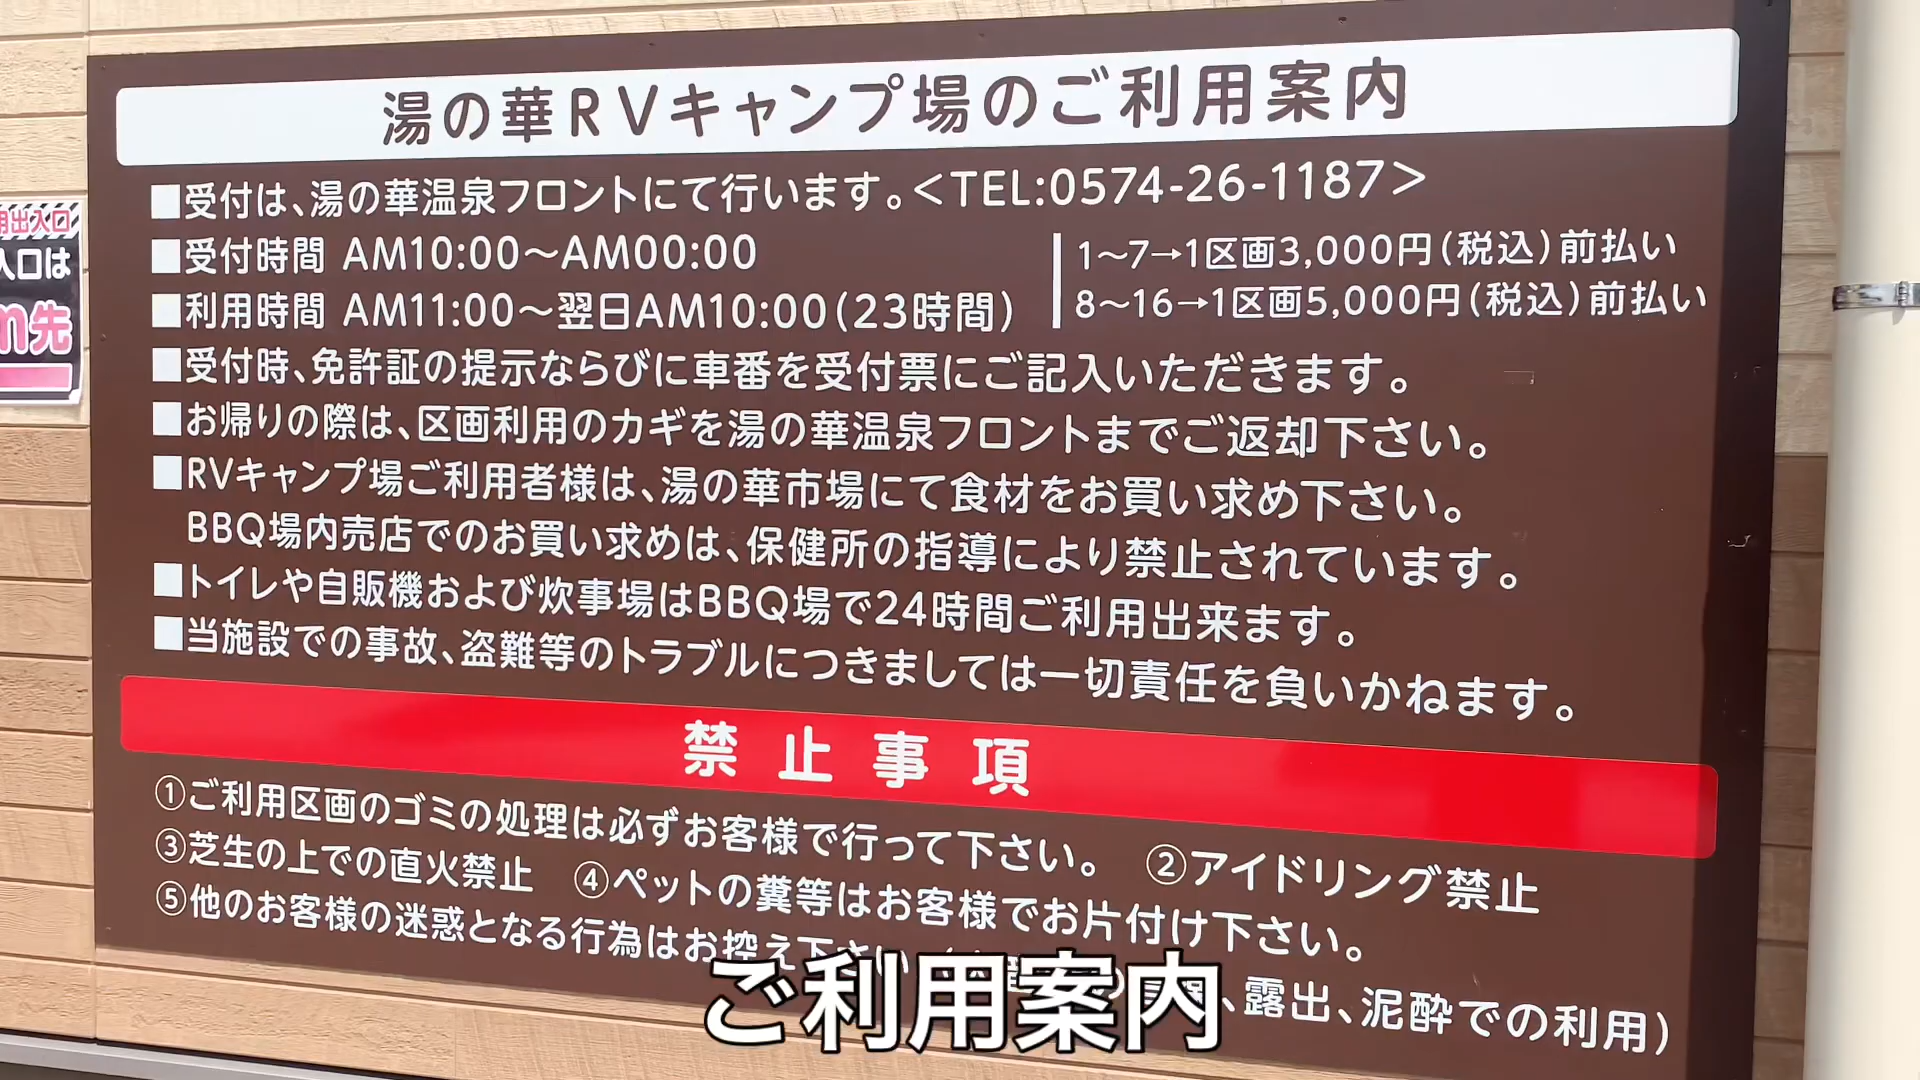 湯の華RVキャンプ場のご利用案内
■受付は、湯の華温泉フロントにて行います。<TEL:0574-26-1187>
■受付時間 AM10:00～AM00:00
■利用時間 AM11:00～翌日AM10:00(23時間)
1～7→1区画3,000円(税込)前払い
8～16→1区画5,000円(税込)前払い
■受付時、免許証の提示ならびに車番を受付票にご記入いただきます。
■お帰りの際は、区画利用のカギを湯の華温泉フロントまでご返却下さい。
■RVキャンプ場ご利用者様は、湯の華市場にて食材をお買い求め下さい。
BBQ場内売店でのお買い求めは、保健所の指導により禁止されています。
■トイレや自販機および炊事場はBBQ場で24時間ご利用出来ます。
■当施設での事故、盗難等のトラブルにつきましては一切責任を負いかねます。
禁止事項
①ご利用区画のゴミの処理は必ずお客様で行って下さい。 ②アイドリング禁止
③芝生の上での直火禁止 ④ペットの糞等はお客様でお片付け下さい。
⑤他のお客様の迷惑となる行為はお控え下さい、露出、泥酔での利用)
用出入口
入口は
m先
ご利用案内